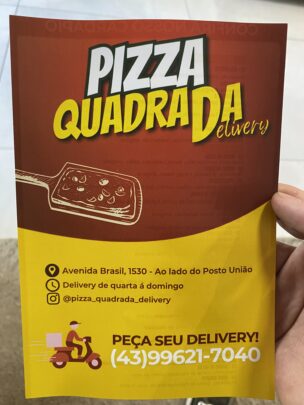 PIZZA
QUADRADA
Delivery
Avenida Brasil, 1530 - Ao lado do Posto União
Delivery de quarta á domingo
@pizza_quadrada_delivery
PEÇA SEU DELIVERY!
(43)99621-7040